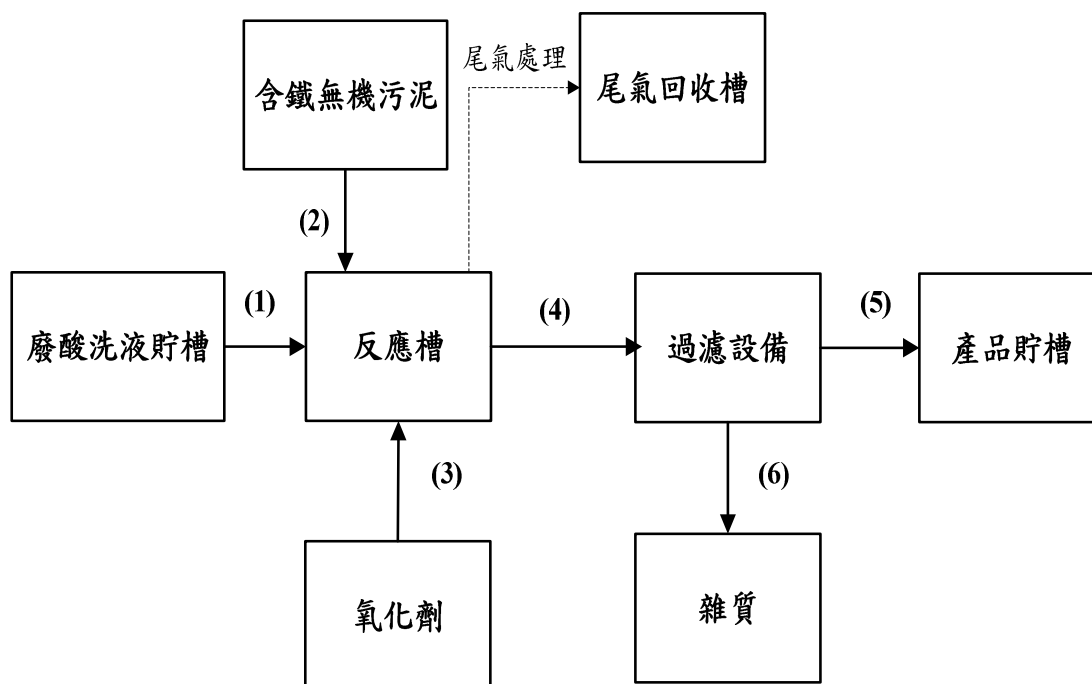 尾氣處理
含鐵無機污泥
尾氣回收槽
(2)
(1)
(4)
(5)
廢酸洗液貯槽
反應槽
過濾設備
產品貯槽
(3)
(6)
氧化劑
雜質